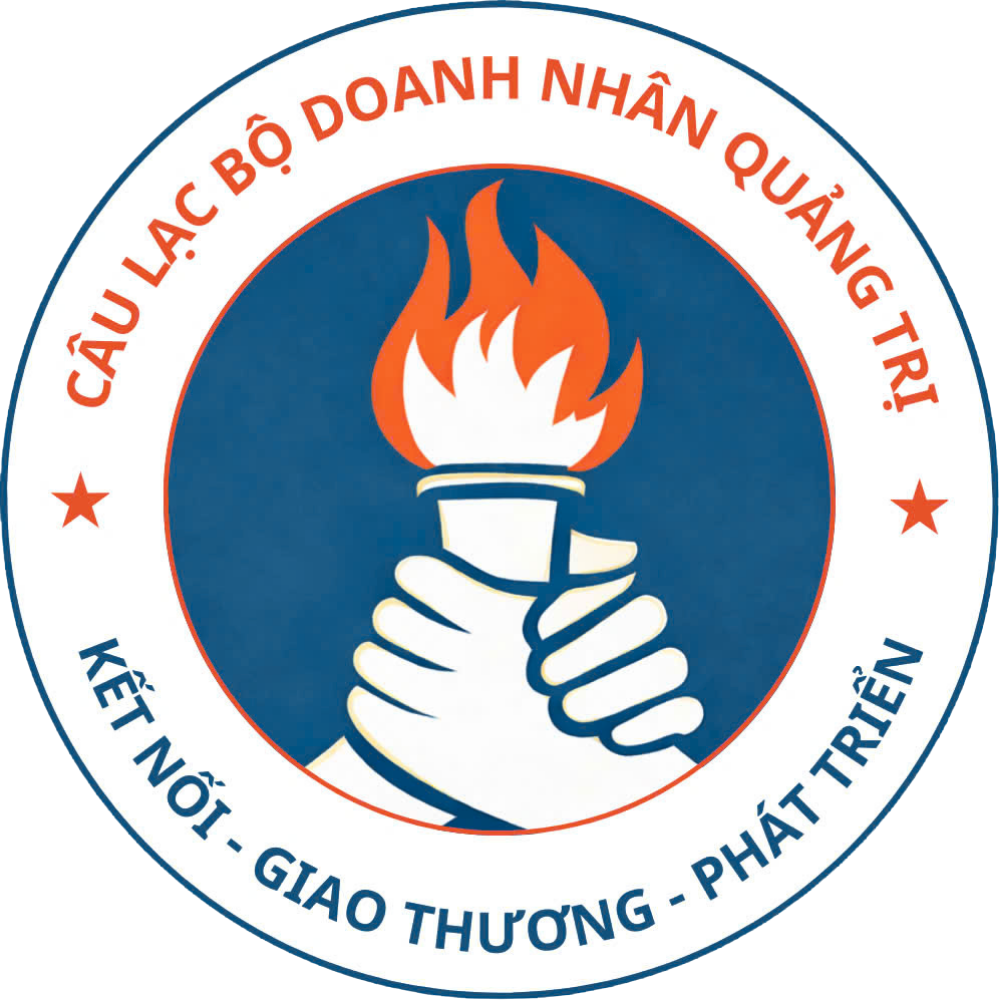 CÂU LẠC BỘ DOANH NHÂN QUẢNG TRỊ
KẾT NỐI - GIAO THƯƠNG - PHÁT TRIỂN